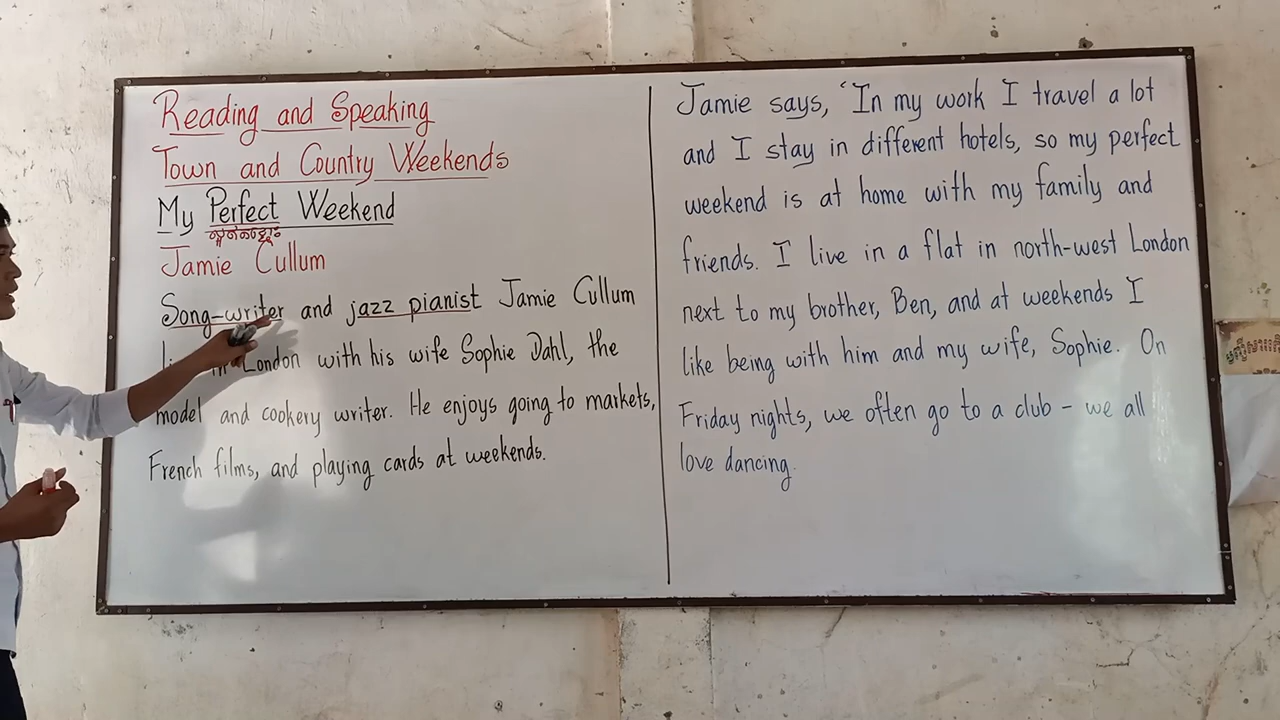 Reading and Speaking
Town and Country Weekends
My Perfect Weekend
Jamie Cullum
Song-writer and jazz pianist Jamie Cullum
London with his wife Sophie Dahl, the
model and cookery writer. He enjoys going to markets,
French films, and playing cards at weekends.
Jamie says, “In my work I travel a lot
and I stay in different hotels, so my perfect
weekend is at home with my family and
friends. I live in a flat in north-west London
next to my brother, Ben, and at weekends I
like being with him and my wife, Sophie. On
Friday nights, we often go to a club – we all
love dancing.